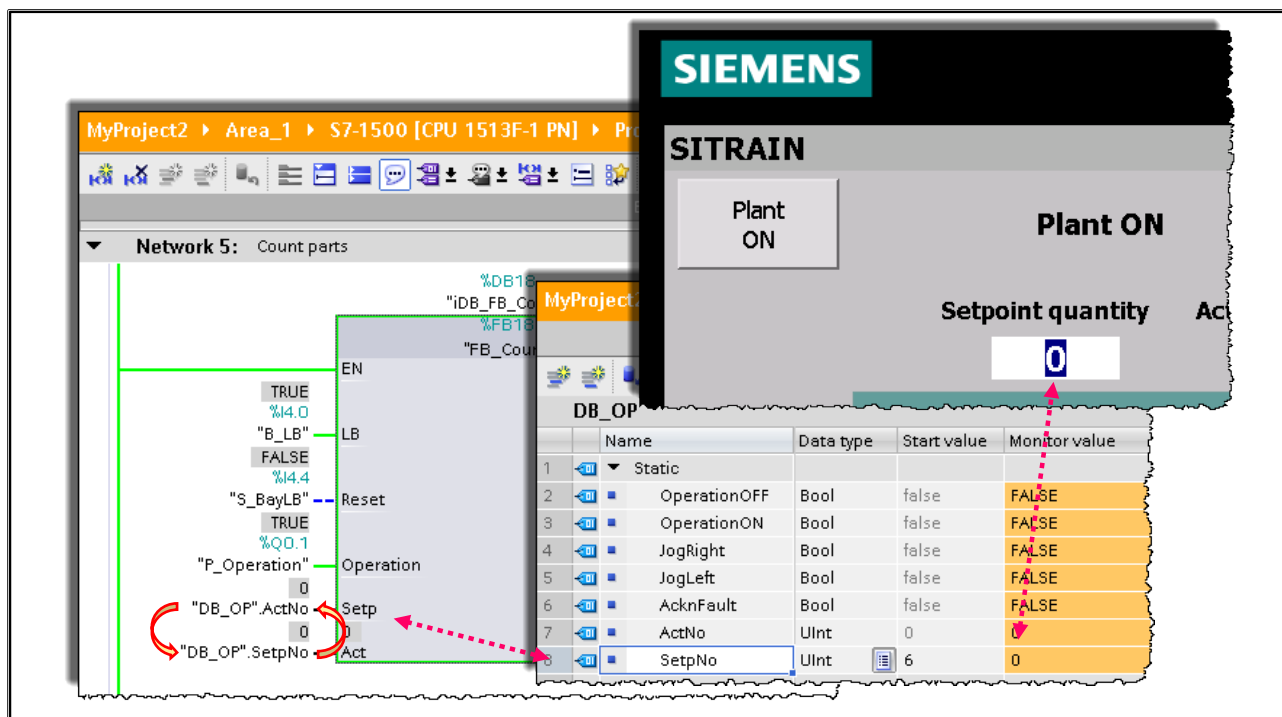 SIEMENS
SITRAIN
Plant
ON
Plant ON
Setpoint quantity
0
MyProject2 ▸ Area_1 ▸ S7-1500 [CPU 1513F-1 PN] ▸
Network 5: Count parts
%DB18
%FB18
EN
TRUE
%I4.0
"B_LB"
LB
FALSE
%I4.4
"S_BayLB"
Reset
TRUE
%Q0.1
"P_Operation"
Operation
0
"DB_OP".ActNo
Setp
0
0
"DB_OP".SetpNo
Act
DB_OP
Name Data type Start value Monitor value
1 Static
2 OperationOFF Bool false FALSE
3 OperationON Bool false FALSE
4 JogRight Bool false FALSE
5 JogLeft Bool false FALSE
6 AcknFault Bool false FALSE
7 ActNo UInt 0 0
8 SetpNo UInt 6 0